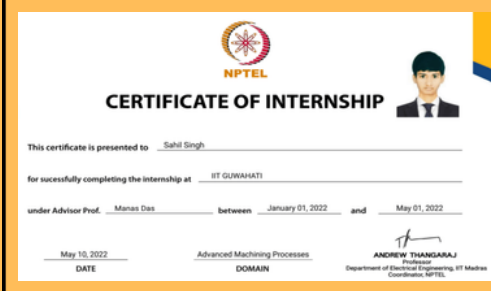 NPTEL
CERTIFICATE OF INTERNSHIP
This certificate is presented to Sahil Singh
for sucessfully completing the internship at IIT GUWAHATI
under Advisor Prof. Manas Das between January 01, 2022 and May 01, 2022
May 10, 2022 Advanced Machining Processes
DATE DOMAIN ANDREW THANGARAJ
Professor
Department of Electrical Engineering, IIT Madras
Coordinator, NPTEL